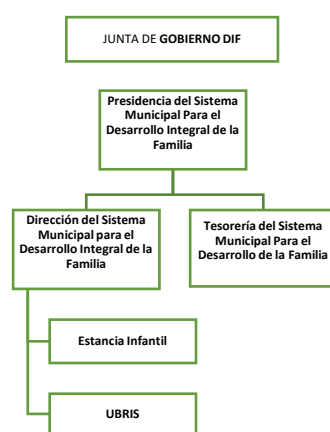 JUNTA DE GOBIERNO DIF
Presidencia del Sistema
Municipal Para el
Desarrollo Integral de la
Familia
Dirección del Sistema
Municipal para el
Desarrollo Integral de la
Familia
Tesorería del Sistema
Municipal Para el
Desarrollo de la Familia
Estancia Infantil
UBRIS